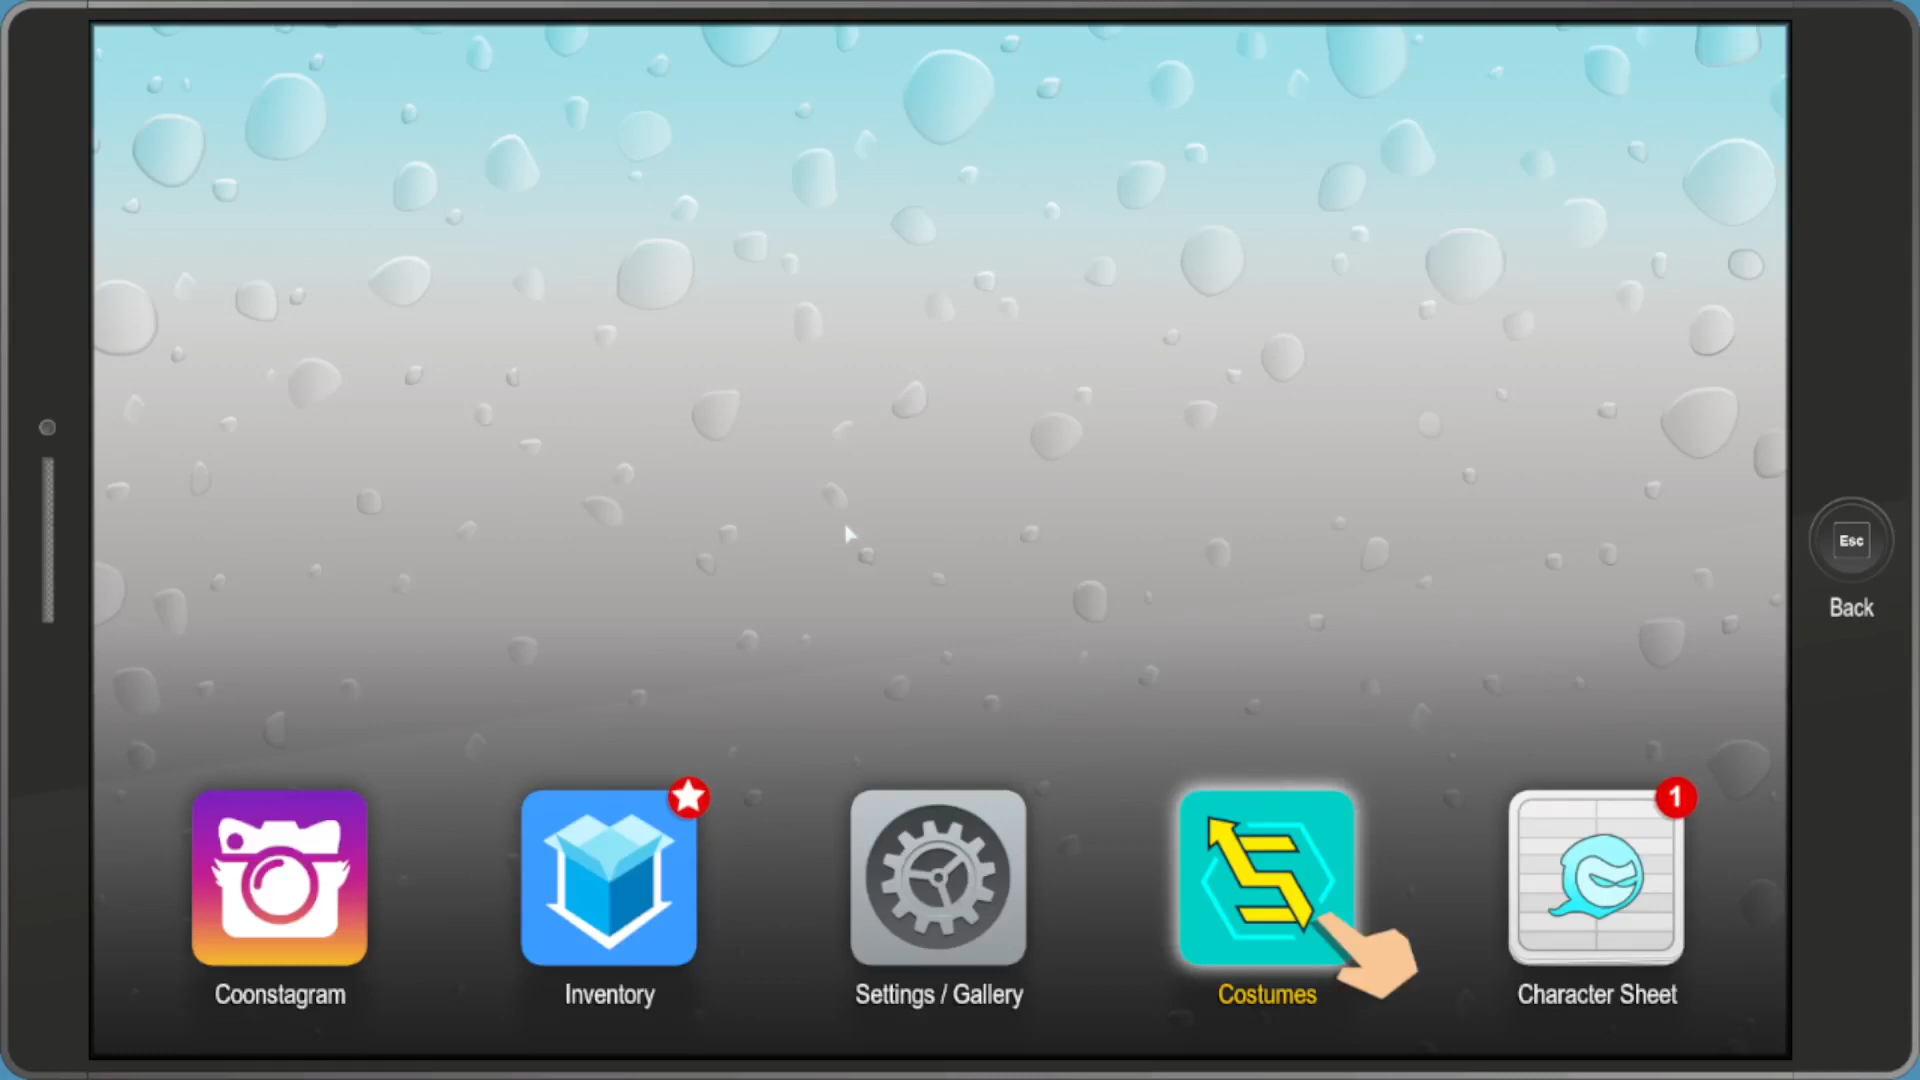 Esc
Back
1
Coonstagram
Inventory
Settings / Gallery
Costumes
Character Sheet